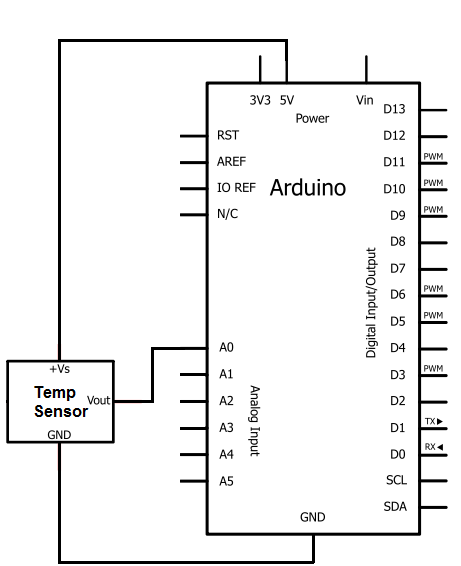 3V3 5V Vin
Power
D13
RST D12
AREF D11 PWM
IO REF Arduino D10 PWM
N/C D9 PWM
D8
D7
Digital Input/Output
D6 PWM
D5 PWM
A0 D4
+Vs
A1 D3 PWM
Temp
Sensor
Vout
A2 D2
Analog Input
A3 D1 TX▶
GND
A4 D0 RX◀
A5 SCL
SDA
GND